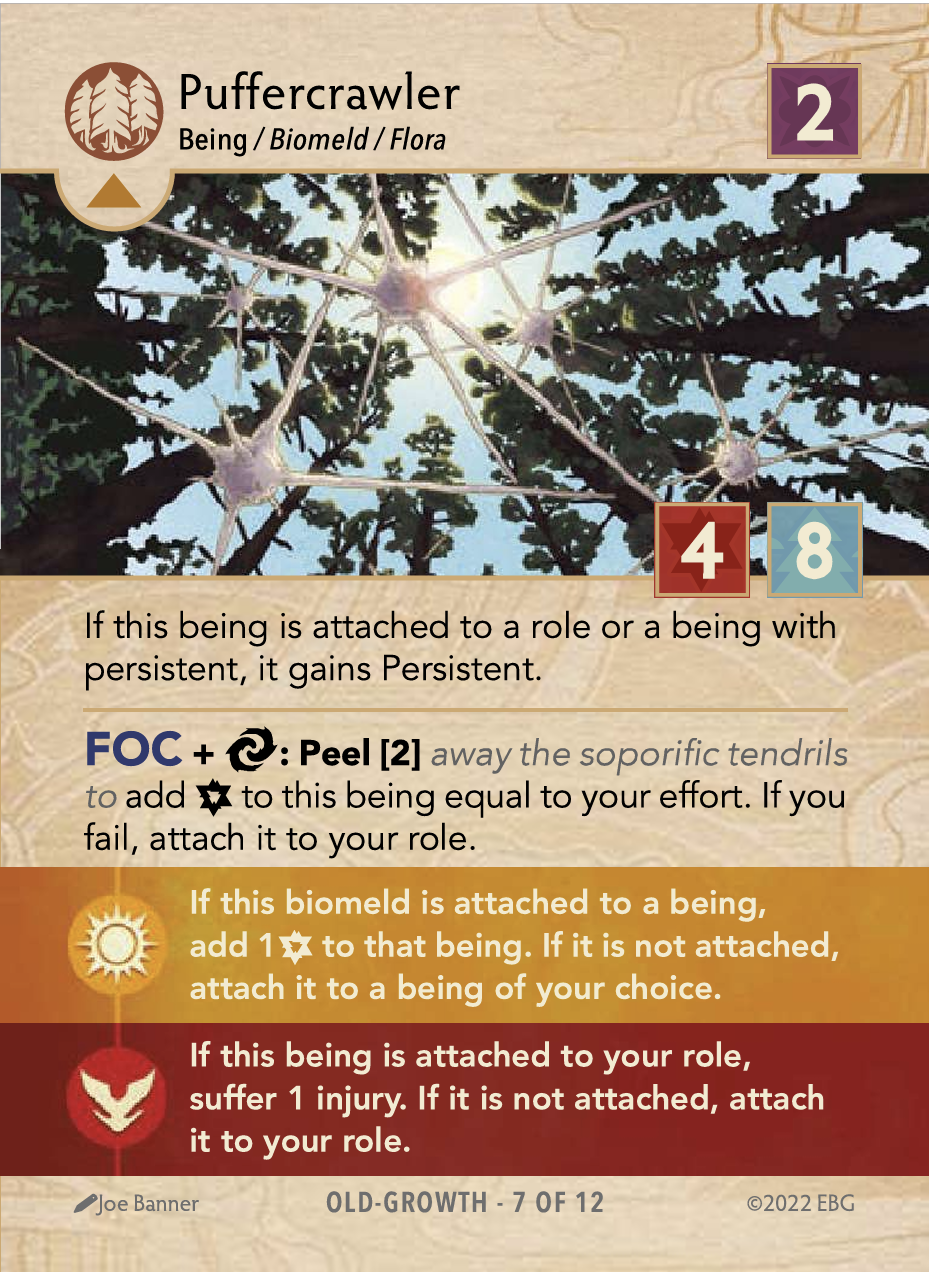 Puffercrawler
Being / Biomeld / Flora
2
4 8
If this being is attached to a role or a being with
persistent, it gains Persistent.
FOC + : Peel [2] away the soporific tendrils
to add to this being equal to your effort. If you
fail, attach it to your role.
If this biomeld is attached to a being,
add 1 to that being. If it is not attached,
attach it to a being of your choice.
If this being is attached to your role,
suffer 1 injury. If it is not attached, attach
it to your role.
Joe Banner
OLD-GROWTH - 7 OF 12
©2022 EBG